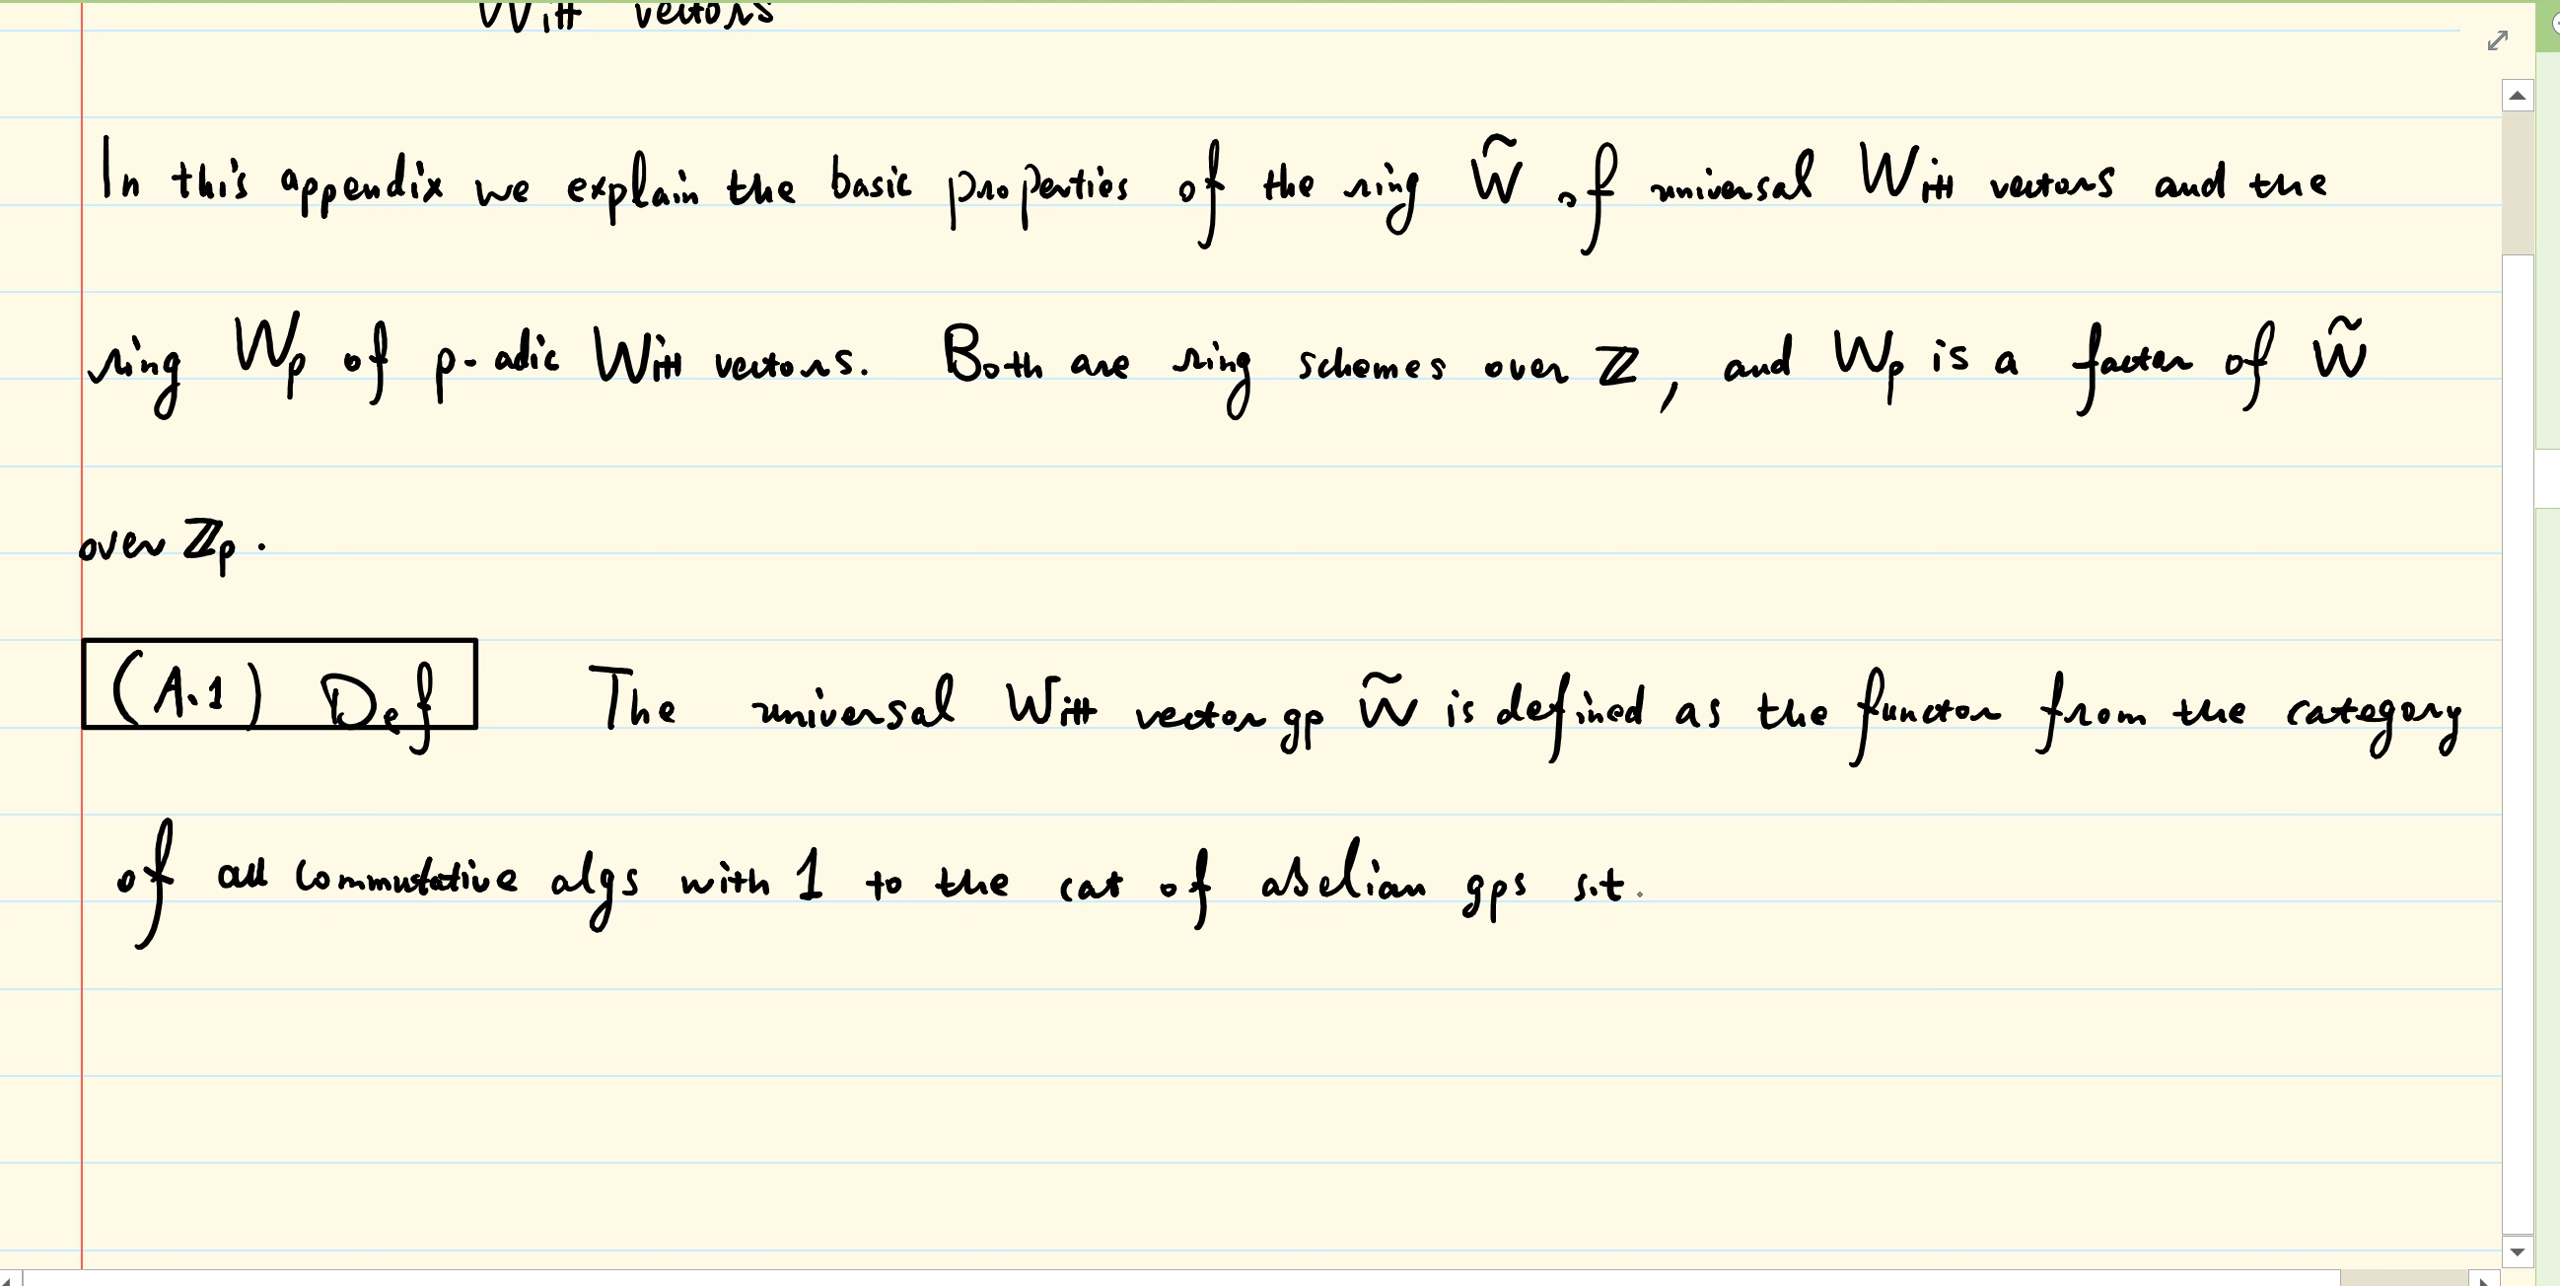 Witt vectors
In this appendix we explain the basic properties of the ring W̃ of universal Witt vectors and the
ring Wₚ of p-adic Witt vectors. Both are ring schemes over ℤ, and Wₚ is a factor of W̃
over ℤₚ.
(A.1) Def The universal Witt vector gp W̃ is defined as the functor from the category
of all commutative algs with 1 to the cat of abelian gps s.t.